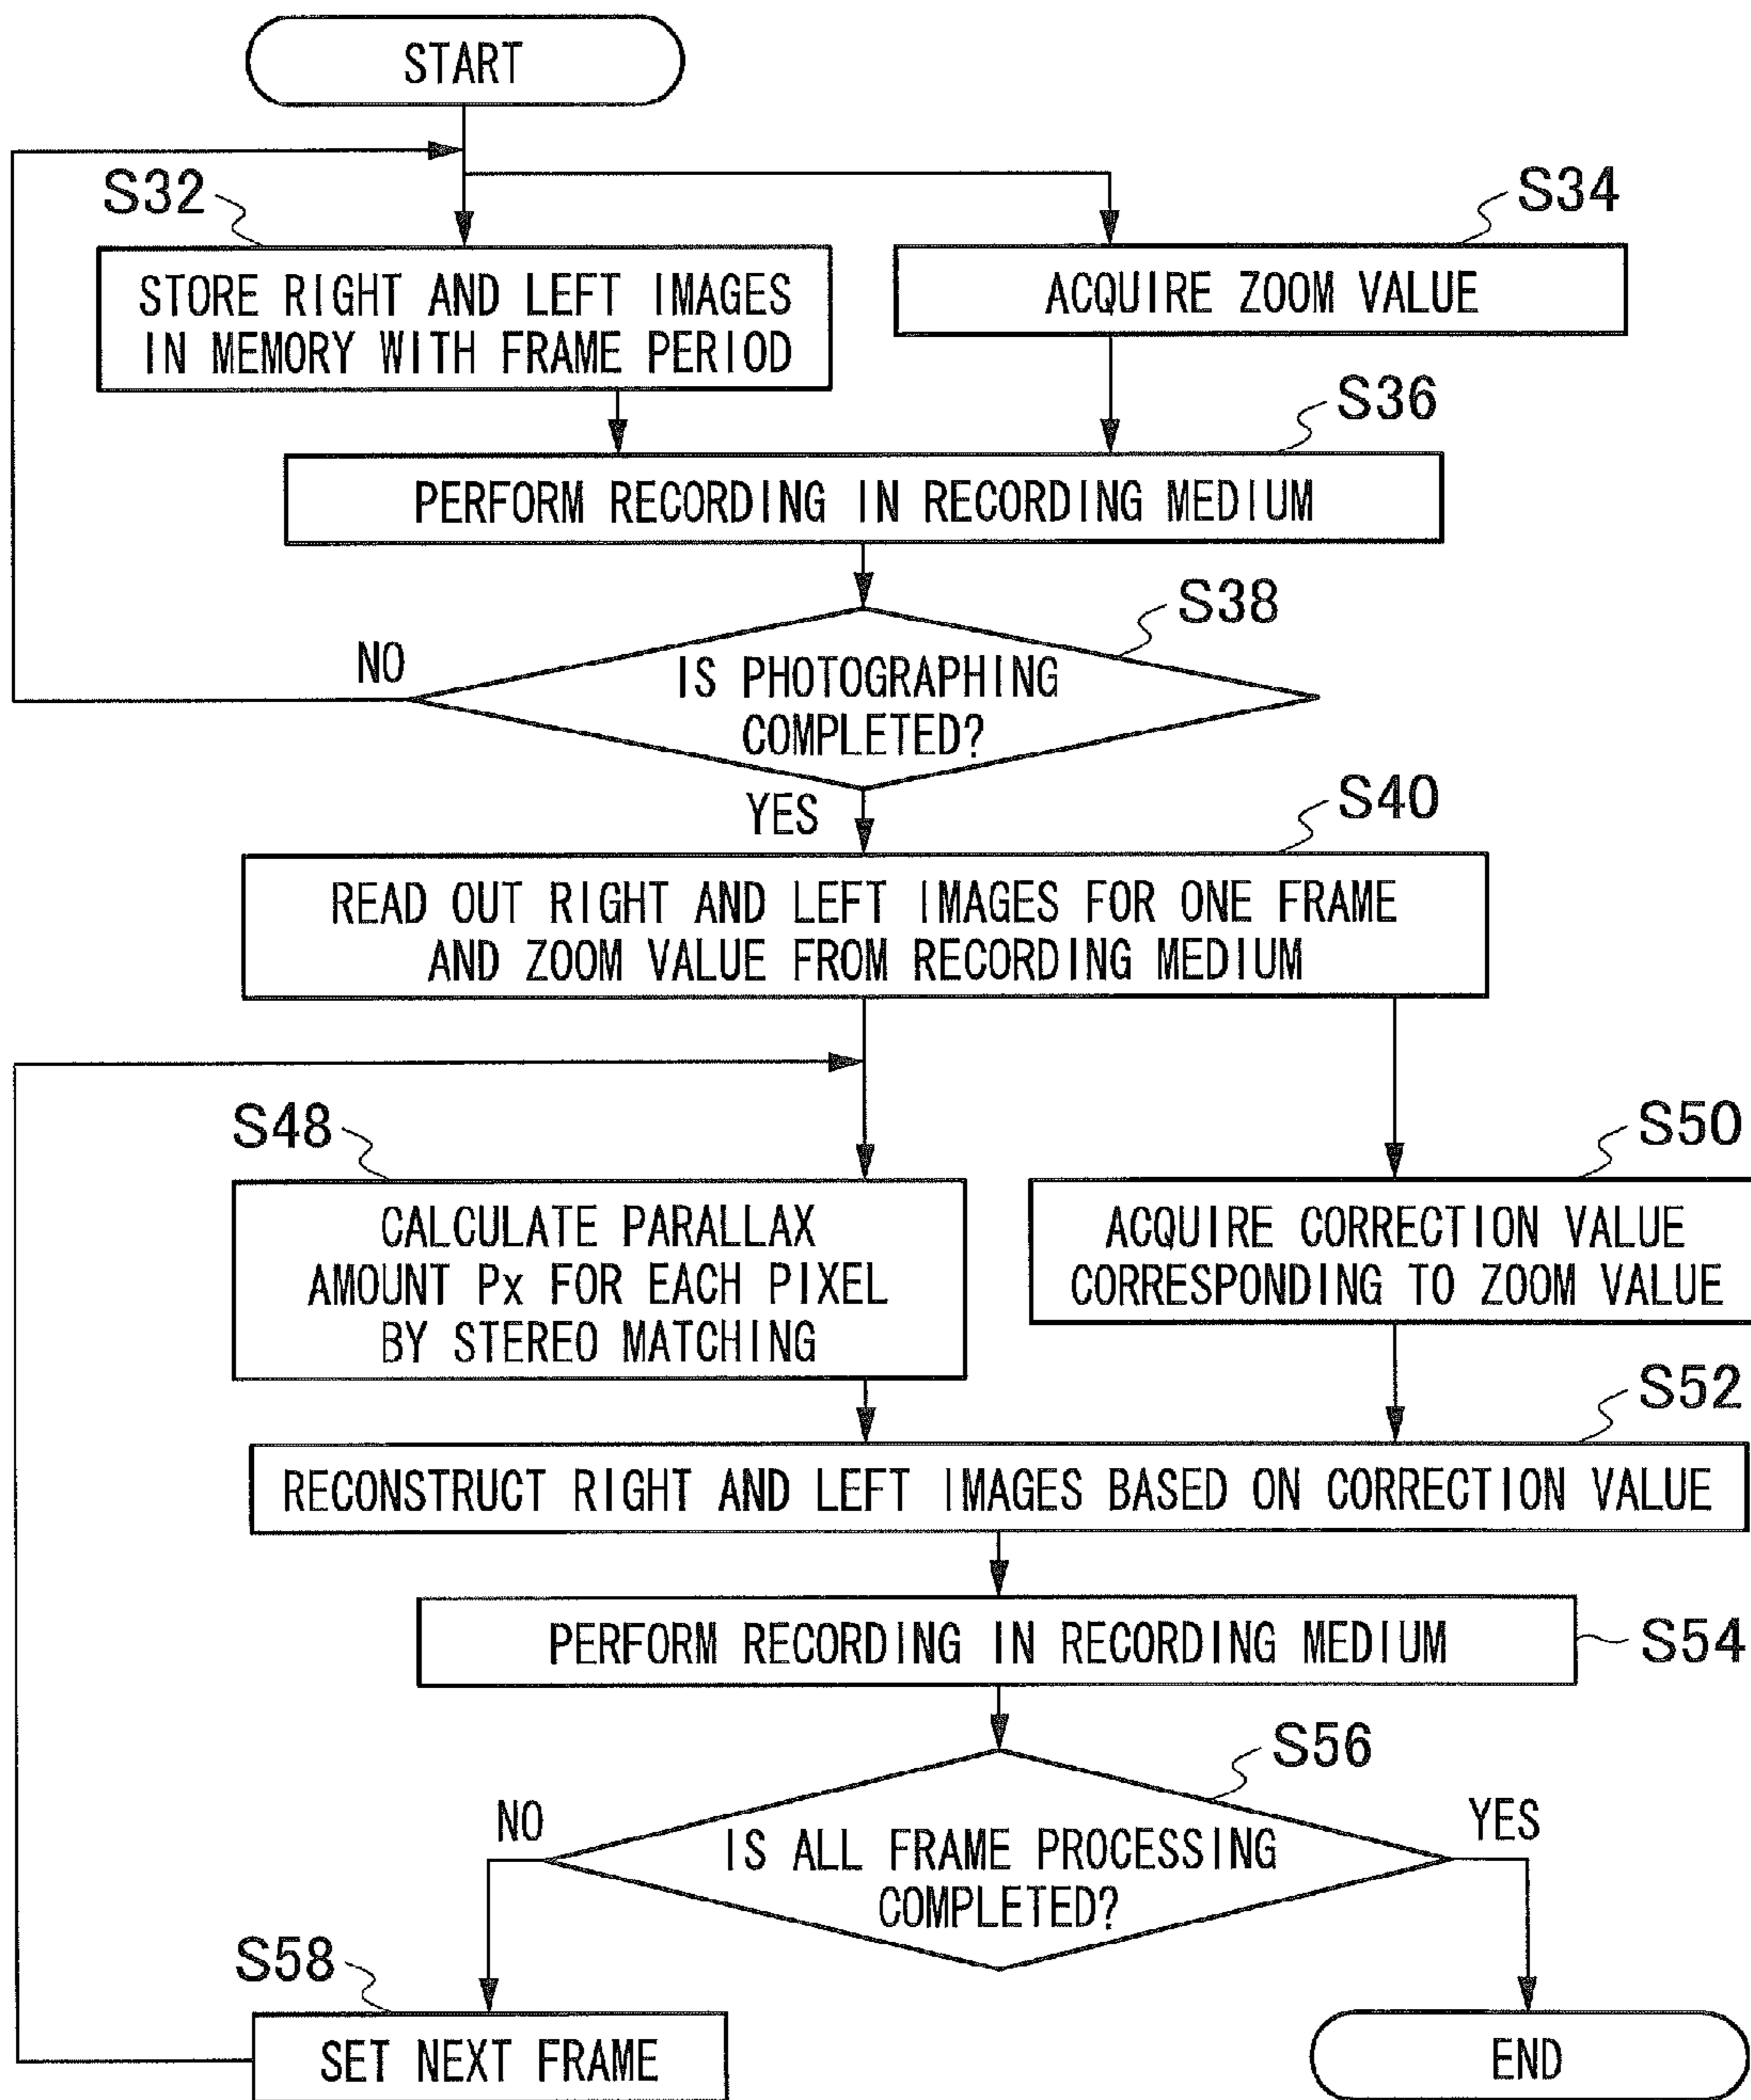 START
S32
S34
STORE RIGHT AND LEFT IMAGES
IN MEMORY WITH FRAME PERIOD
ACQUIRE ZOOM VALUE
S36
PERFORM RECORDING IN RECORDING MEDIUM
S38
NO
IS PHOTOGRAPHING
COMPLETED?
YES
S40
READ OUT RIGHT AND LEFT IMAGES FOR ONE FRAME
AND ZOOM VALUE FROM RECORDING MEDIUM
S48
S50
CALCULATE PARALLAX
AMOUNT Px FOR EACH PIXEL
BY STEREO MATCHING
ACQUIRE CORRECTION VALUE
CORRESPONDING TO ZOOM VALUE
S52
RECONSTRUCT RIGHT AND LEFT IMAGES BASED ON CORRECTION VALUE
PERFORM RECORDING IN RECORDING MEDIUM
S54
S56
NO
YES
IS ALL FRAME PROCESSING
COMPLETED?
S58
SET NEXT FRAME
END